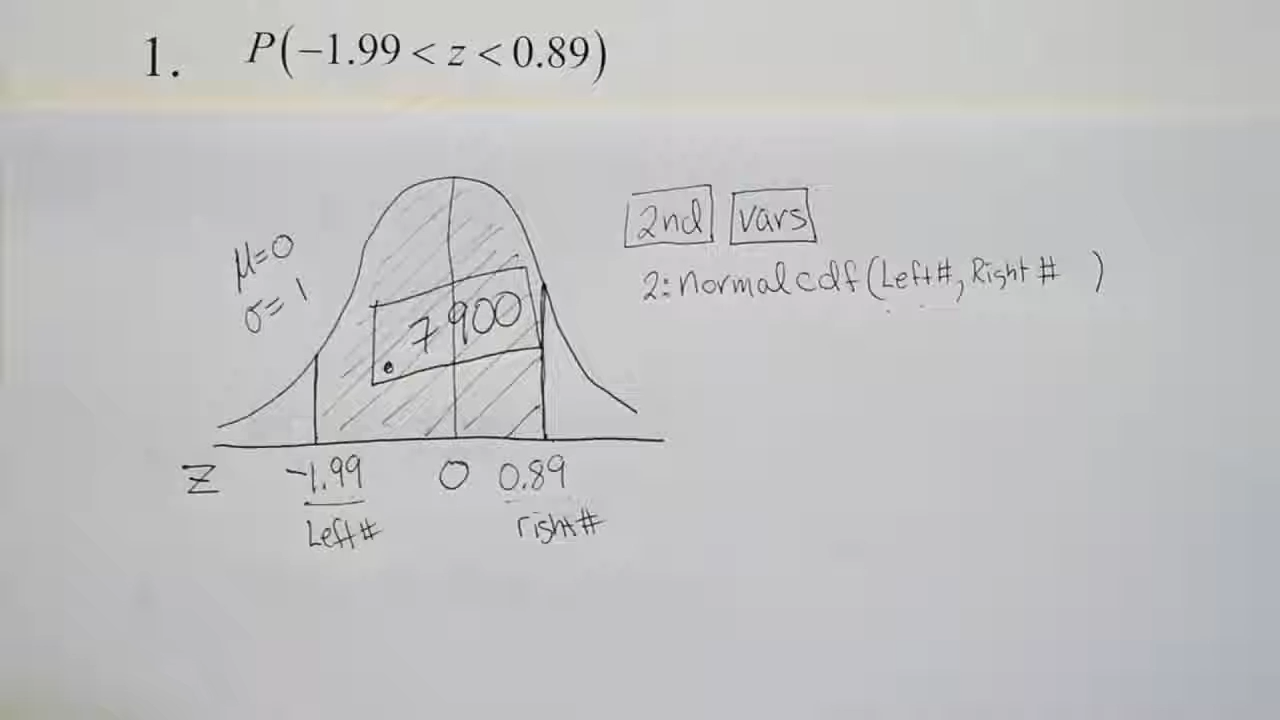 1. P(−1.99 < z < 0.89)
2nd vars
2: normalcdf(Left#, Right# )
μ=0
σ=1
.7900
Z -1.99 0 0.89
Left# right#